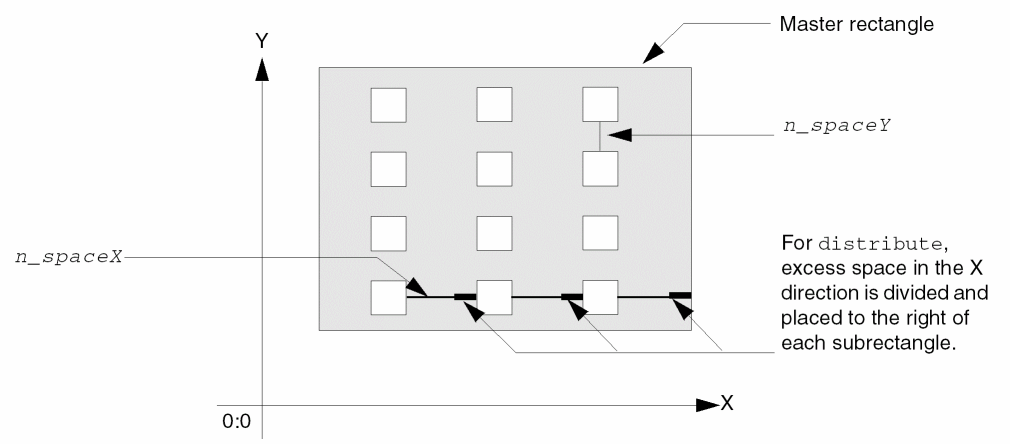 Master rectangle
Y
n_spaceY
n_spaceX
For distribute,
excess space in the X
direction is divided and
placed to the right of
each subrectangle.
X
0:0